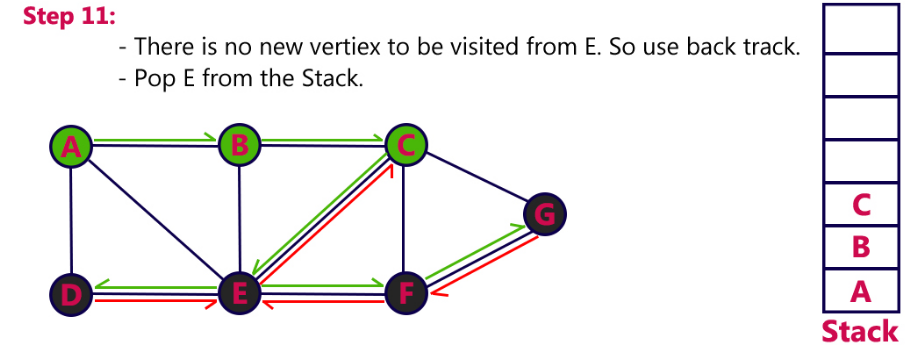 Step 11:
- There is no new vertiex to be visited from E. So use back track.
- Pop E from the Stack.
A
B
C
G
D
E
F
C
B
A
Stack